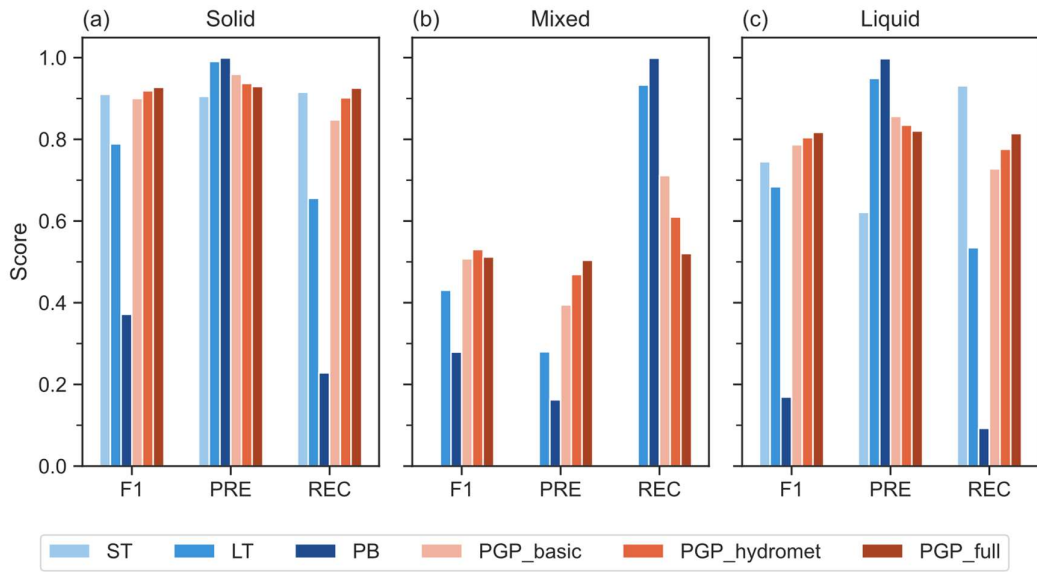 (a) Solid
(b) Mixed
(c) Liquid
Score
1.0
0.8
0.6
0.4
0.2
0.0
F1 PRE REC
F1 PRE REC
F1 PRE REC
ST LT PB PGP_basic PGP_hydromet PGP_full